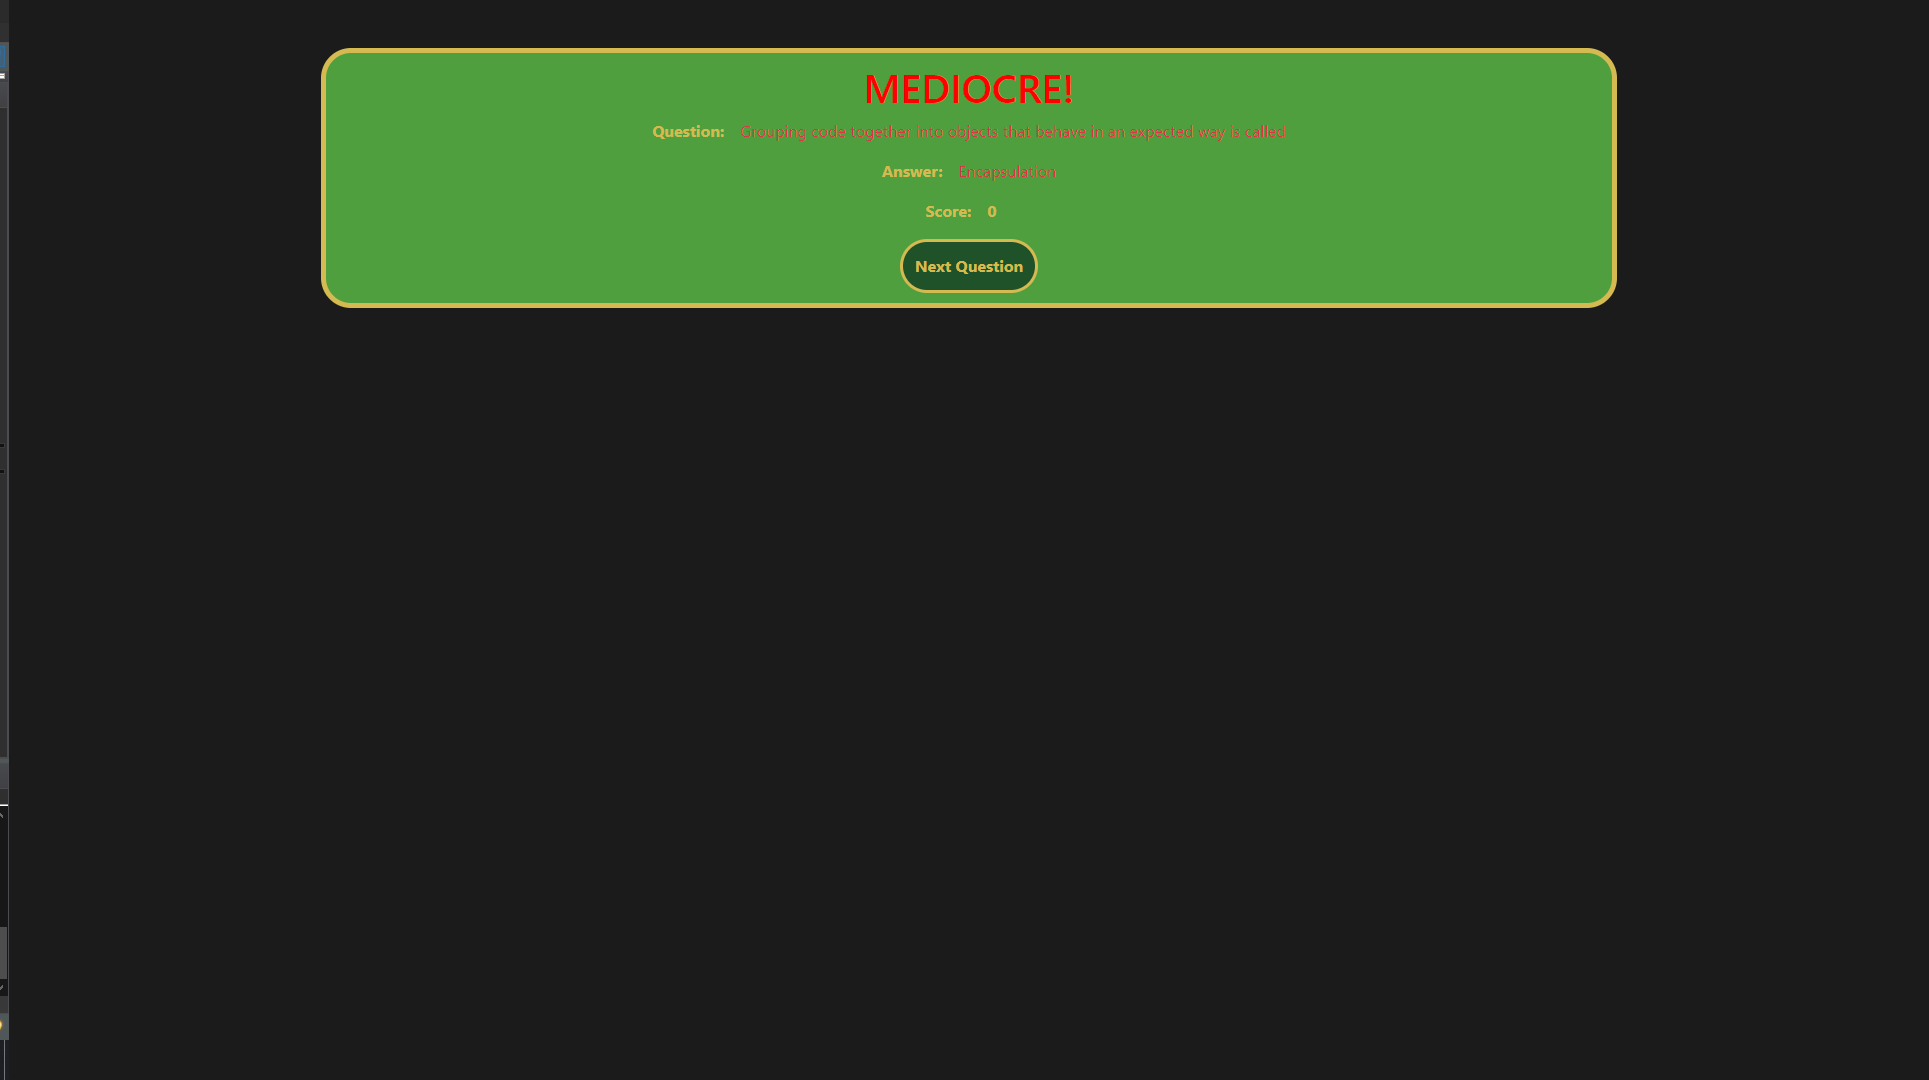 MEDIOCRE!
Question: Grouping code together into objects that behave in an expected way is called
Answer: Encapsulation
Score: 0
Next Question